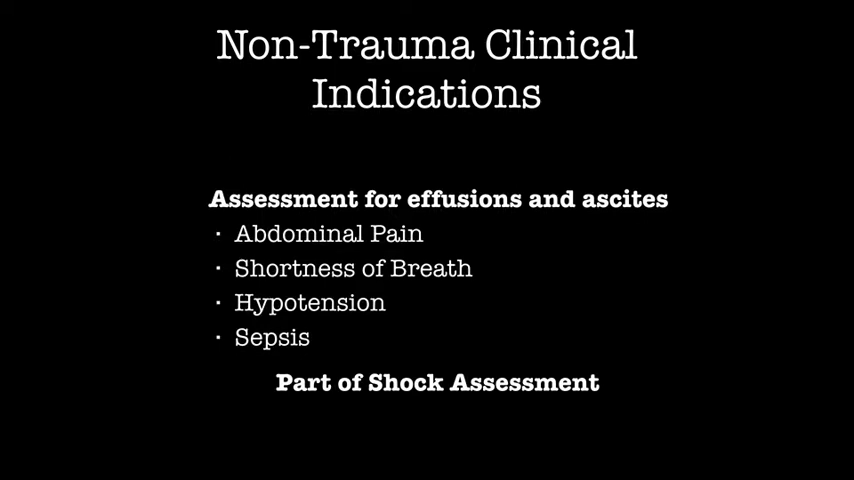 Non-Trauma Clinical
Indications
Assessment for effusions and ascites
· Abdominal Pain
· Shortness of Breath
· Hypotension
· Sepsis
Part of Shock Assessment